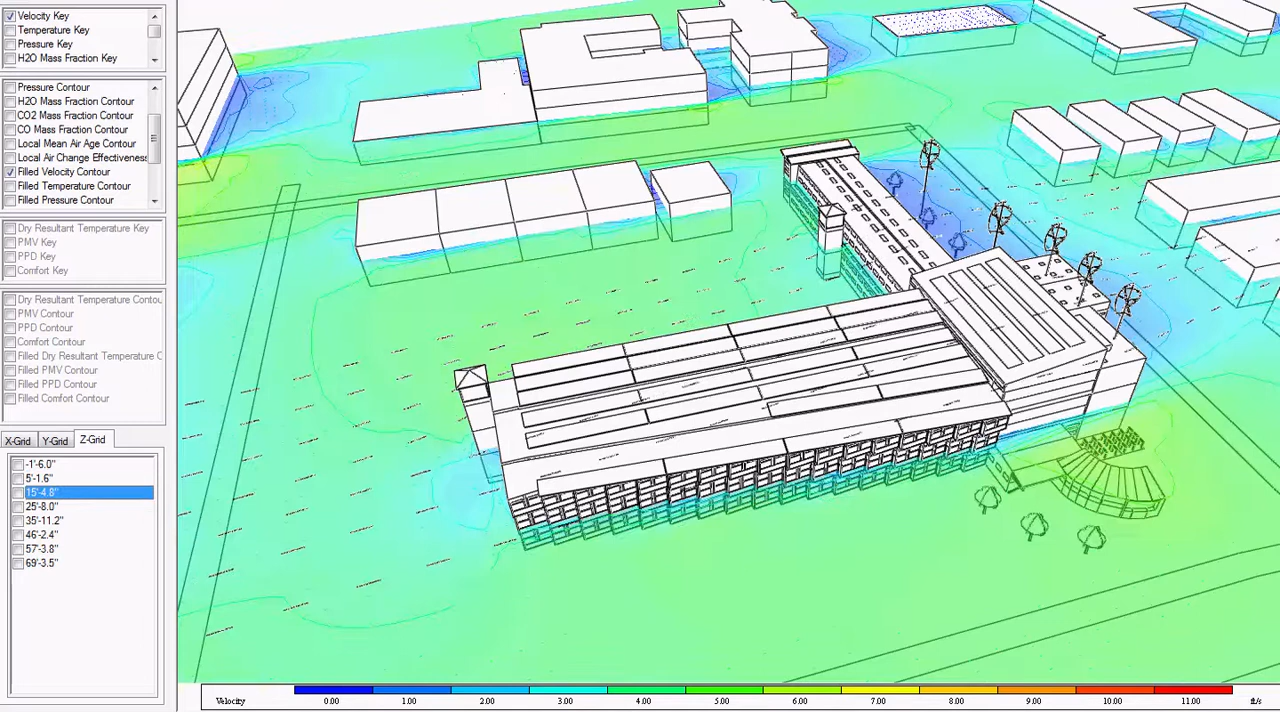 Velocity Key
Temperature Key
Pressure Key
H2O Mass Fraction Key
Pressure Contour
H2O Mass Fraction Contour
CO2 Mass Fraction Contour
CO Mass Fraction Contour
Local Mean Air Age Contour
Local Air Change Effectiveness
Filled Velocity Contour
Filled Temperature Contour
Filled Pressure Contour
Dry Resultant Temperature Key
PMV Key
PPD Key
Comfort Key
Dry Resultant Temperature Contou
PMV Contour
PPD Contour
Comfort Contour
Filled Dry Resultant Temperature C
Filled PMV Contour
Filled PPD Contour
Filled Comfort Contour
X-Grid Y-Grid Z-Grid
-1'-6.0"
5'-1.6"
15'-4.8"
25'-8.0"
35'-11.2"
46'-2.4"
57'-3.8"
69'-3.5"
Velocity 0.00 1.00 2.00 3.00 4.00 5.00 6.00 7.00 8.00 9.00 10.00 11.00 ft/s